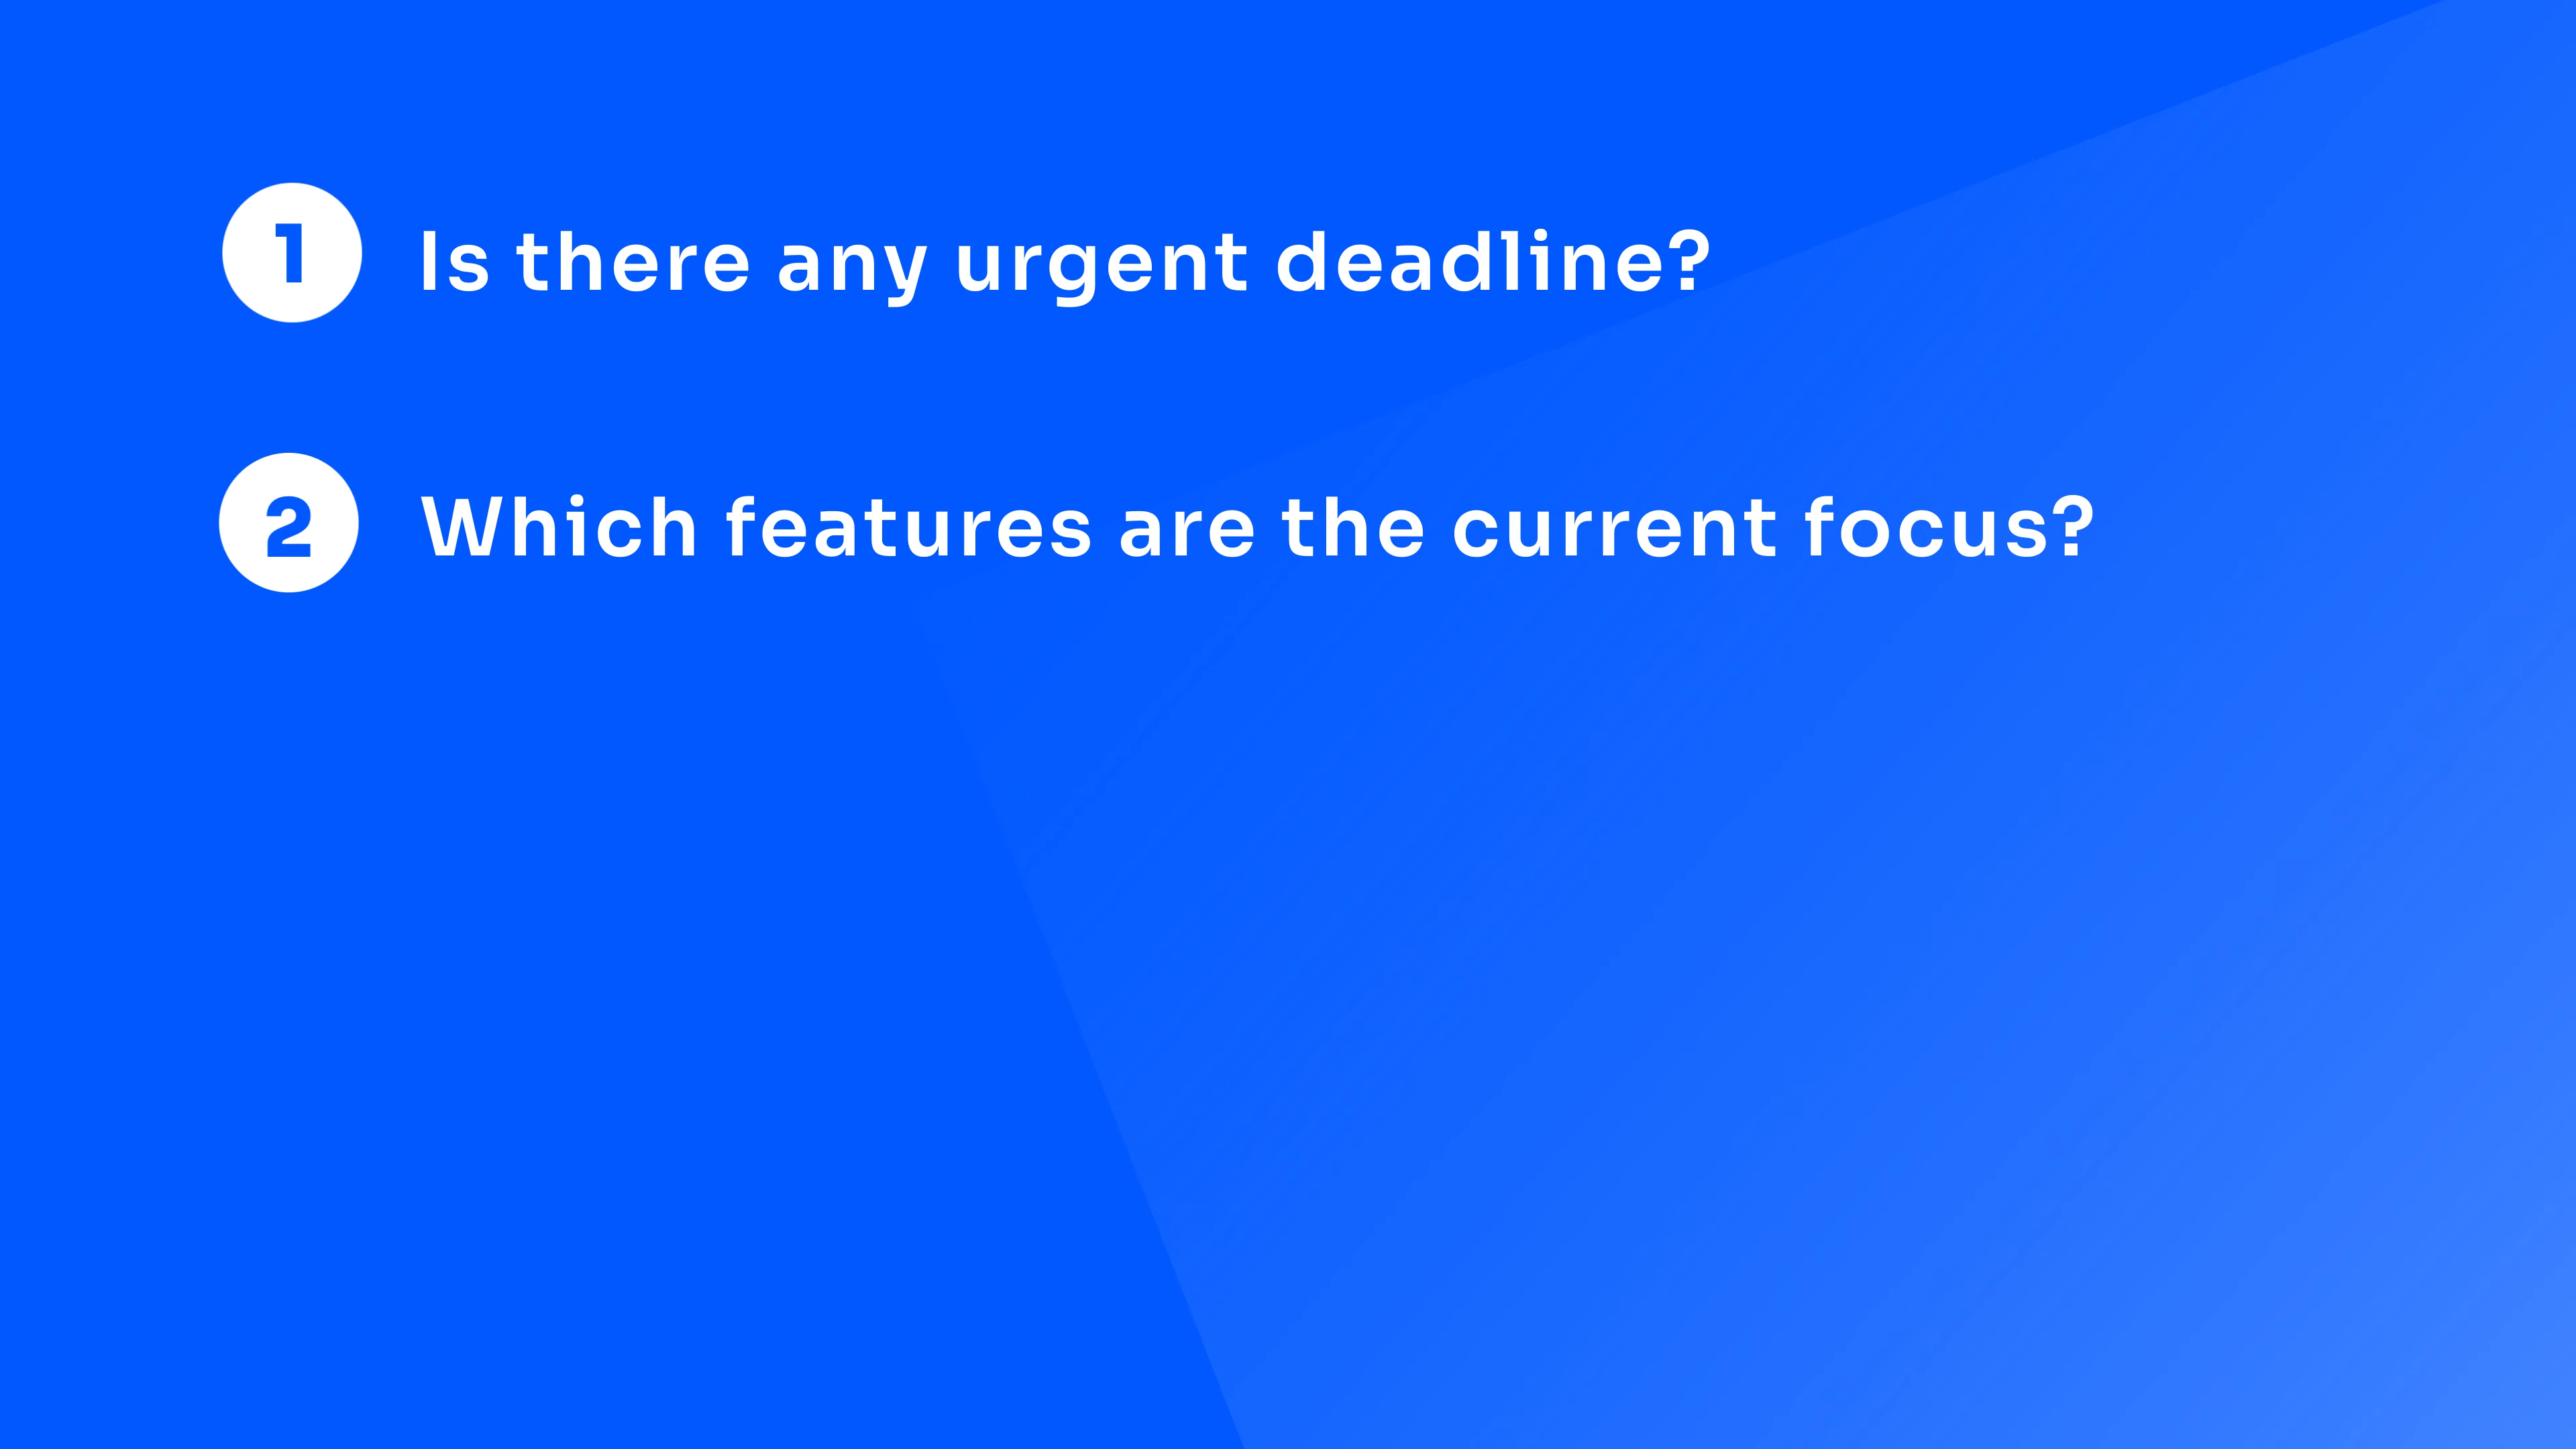 1 Is there any urgent deadline?
2 Which features are the current focus?